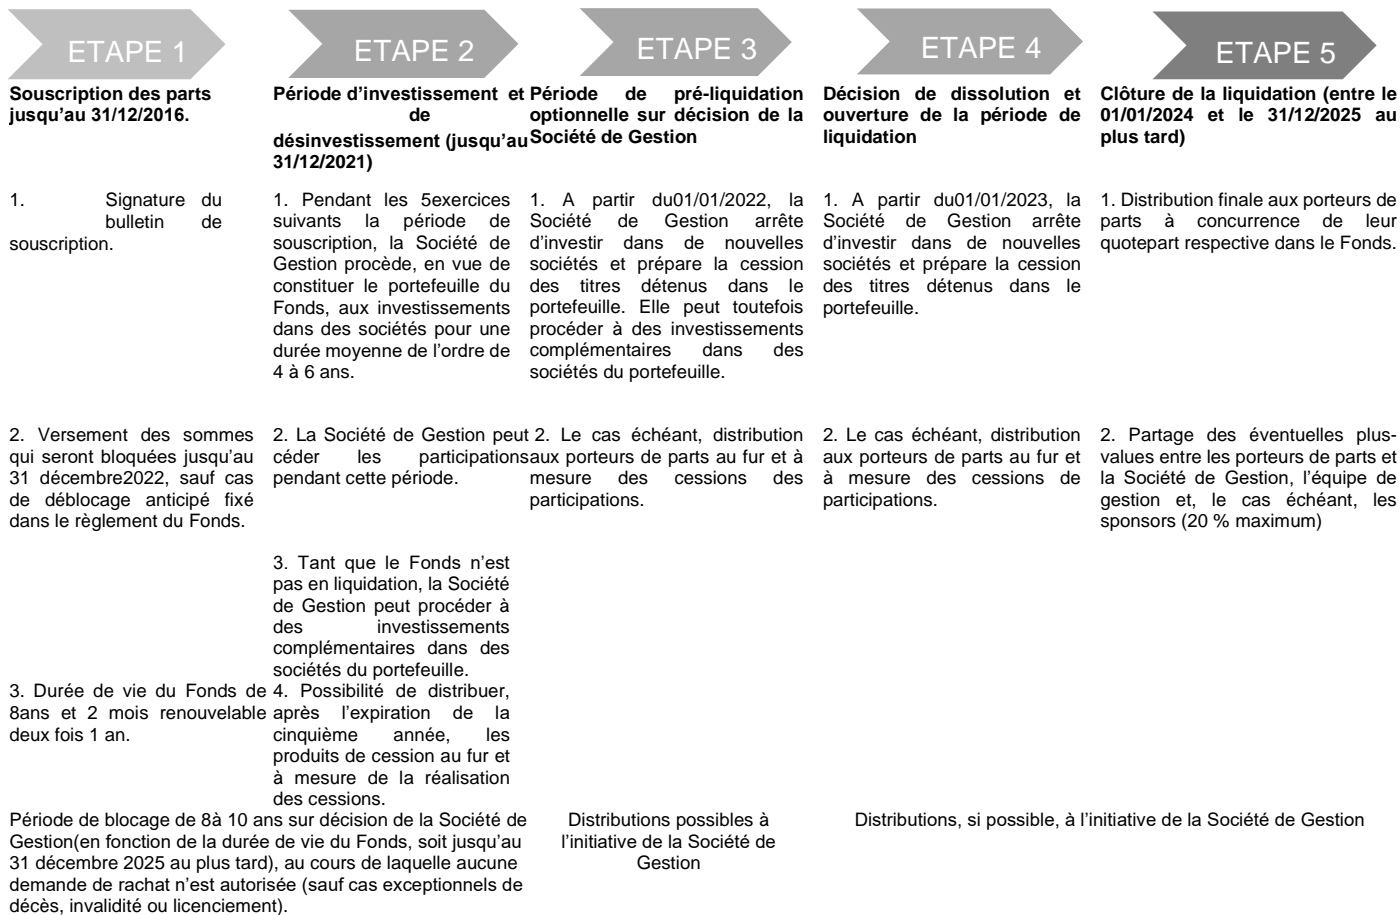 ETAPE 1
Souscription des parts
jusqu'au 31/12/2016.
1. Signature du
bulletin de
souscription.
2. Versement des sommes
qui seront bloquées jusqu'au
31 décembre2022, sauf cas
de déblocage anticipé fixé
dans le règlement du Fonds.
3. Durée de vie du Fonds de
8ans et 2 mois renouvelable
deux fois 1 an.
ETAPE 2
Période d'investissement et
de
désinvestissement (jusqu'au
31/12/2021)
1. Pendant les 5exercices
suivants la période de
souscription, la Société de
Gestion procède, en vue de
constituer le portefeuille du
Fonds, aux investissements
dans des sociétés pour une
durée moyenne de l'ordre de
4 à 6 ans.
2. La Société de Gestion peut
céder les participations
pendant cette période.
3. Tant que le Fonds n'est
pas en liquidation, la Société
de Gestion peut procéder à
des investissements
complémentaires dans des
sociétés du portefeuille.
4. Possibilité de distribuer,
après l'expiration de la
cinquième année, les
produits de cession au fur et
à mesure de la réalisation
des cessions.
Période de blocage de 8à 10 ans sur décision de la Société de
Gestion(en fonction de la durée de vie du Fonds, soit jusqu'au
31 décembre 2025 au plus tard), au cours de laquelle aucune
demande de rachat n'est autorisée (sauf cas exceptionnels de
décès, invalidité ou licenciement).
ETAPE 3
Période de pré-liquidation
optionnelle sur décision de la
Société de Gestion
1. A partir du01/01/2022, la
Société de Gestion arrête
d'investir dans de nouvelles
sociétés et prépare la cession
des titres détenus dans le
portefeuille. Elle peut toutefois
procéder à des investissements
complémentaires dans des
sociétés du portefeuille.
2. Le cas échéant, distribution
aux porteurs de parts au fur et à
mesure des cessions des
participations.
Distributions possibles à
l'initiative de la Société de
Gestion
ETAPE 4
Décision de dissolution et
ouverture de la période de
liquidation
1. A partir du01/01/2023, la
Société de Gestion arrête
d'investir dans de nouvelles
sociétés et prépare la cession
des titres détenus dans le
portefeuille.
2. Le cas échéant, distribution
aux porteurs de parts au fur et
à mesure des cessions de
participations.
ETAPE 5
Clôture de la liquidation (entre le
01/01/2024 et le 31/12/2025 au
plus tard)
1. Distribution finale aux porteurs de
parts à concurrence de leur
quotepart respective dans le Fonds.
2. Partage des éventuelles plus-
values entre les porteurs de parts et
la Société de Gestion, l'équipe de
gestion et, le cas échéant, les
sponsors (20 % maximum)
Distributions, si possible, à l'initiative de la Société de Gestion